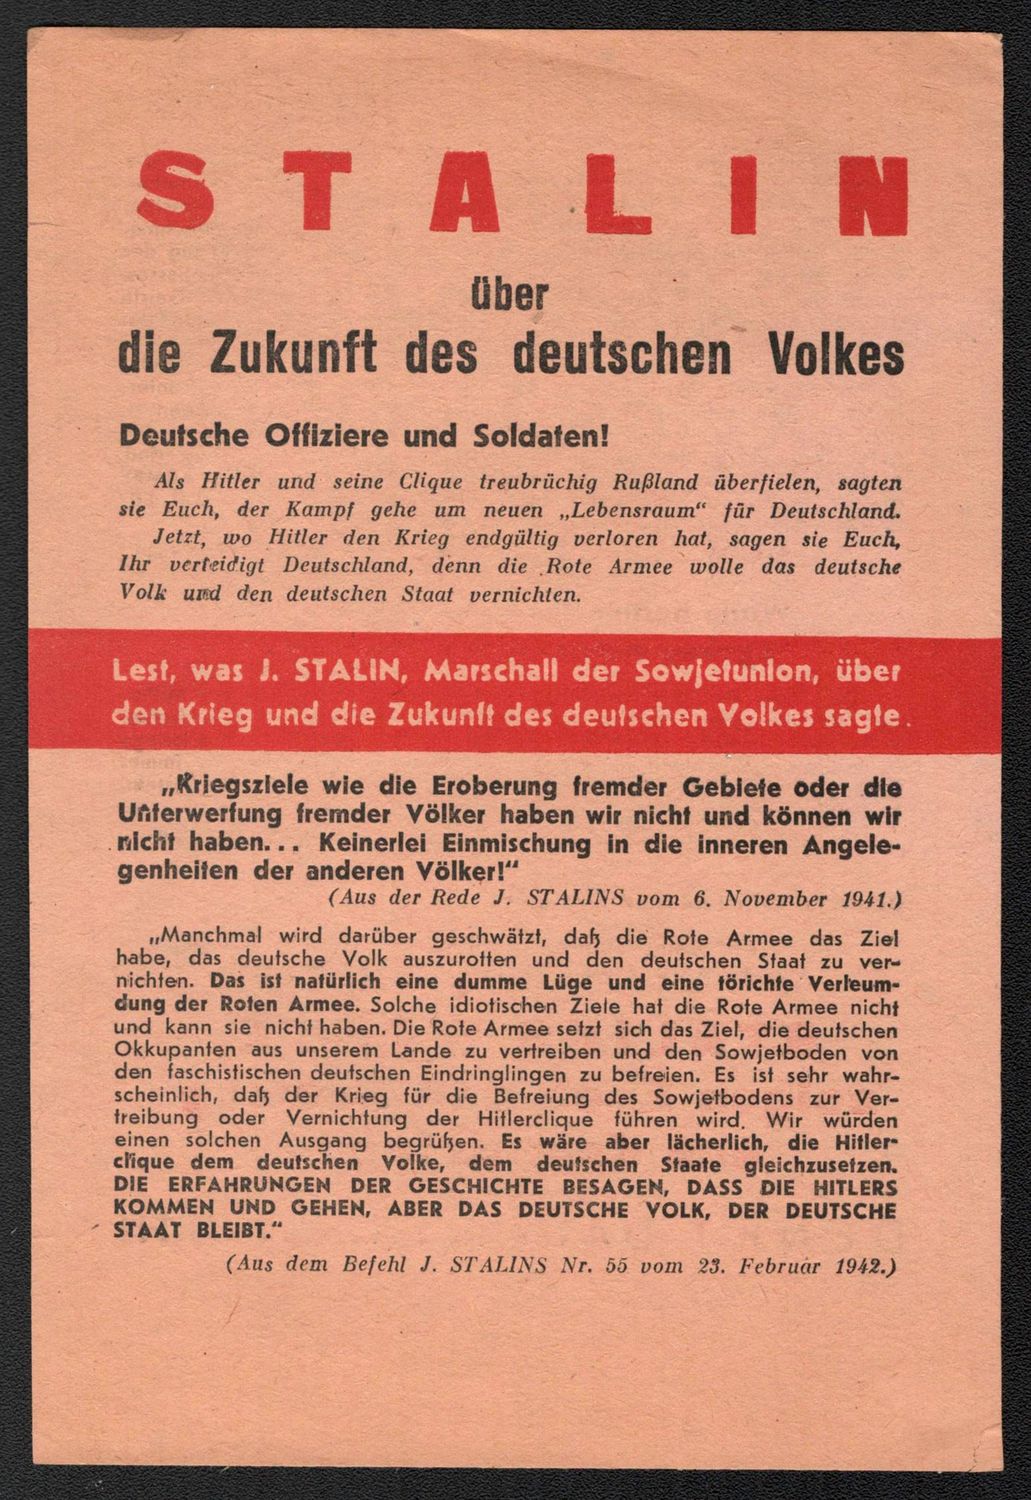 STALIN
über
die Zukunft des deutschen Volkes
Deutsche Offiziere und Soldaten!
Als Hitler und seine Clique treubrüchig Rußland überfielen, sagten
sie Euch, der Kampf gehe um neuen „Lebensraum“ für Deutschland.
Jetzt, wo Hitler den Krieg endgültig verloren hat, sagen sie Euch,
Ihr verteidigt Deutschland, denn die Rote Armee wolle das deutsche
Volk und den deutschen Staat vernichten.
Lest, was J. STALIN, Marschall der Sowjetunion, über
den Krieg und die Zukunft des deutschen Volkes sagte.
„Kriegsziele wie die Eroberung fremder Gebiete oder die
Unterwerfung fremder Völker haben wir nicht und können wir
nicht haben... Keinerlei Einmischung in die inneren Angele-
genheiten der anderen Völker!“
(Aus der Rede J. STALINS vom 6. November 1941.)
„Manchmal wird darüber geschwätzt, daß die Rote Armee das Ziel
habe, das deutsche Volk auszurotten und den deutschen Staat zu ver-
nichten. Das ist natürlich eine dumme Lüge und eine törichte Verleum-
dung der Roten Armee. Solche idiotischen Ziele hat die Rote Armee nicht
und kann sie nicht haben. Die Rote Armee setzt sich das Ziel, die deutschen
Okkupanten aus unserem Lande zu vertreiben und den Sowjetboden von
den faschistischen deutschen Eindringlingen zu befreien. Es ist sehr wahr-
scheinlich, daß der Krieg für die Befreiung des Sowjetbodens zur Ver-
treibung oder Vernichtung der Hitlerclique führen wird. Wir würden
einen solchen Ausgang begrüßen. Es wäre aber lächerlich, die Hitler-
clique dem deutschen Volke, dem deutschen Staate gleichzusetzen.
DIE ERFAHRUNGEN DER GESCHICHTE BESAGEN, DASS DIE HITLERS
KOMMEN UND GEHEN, ABER DAS DEUTSCHE VOLK, DER DEUTSCHE
STAAT BLEIBT.“
(Aus dem Befehl J. STALINS Nr. 55 vom 23. Februar 1942.)